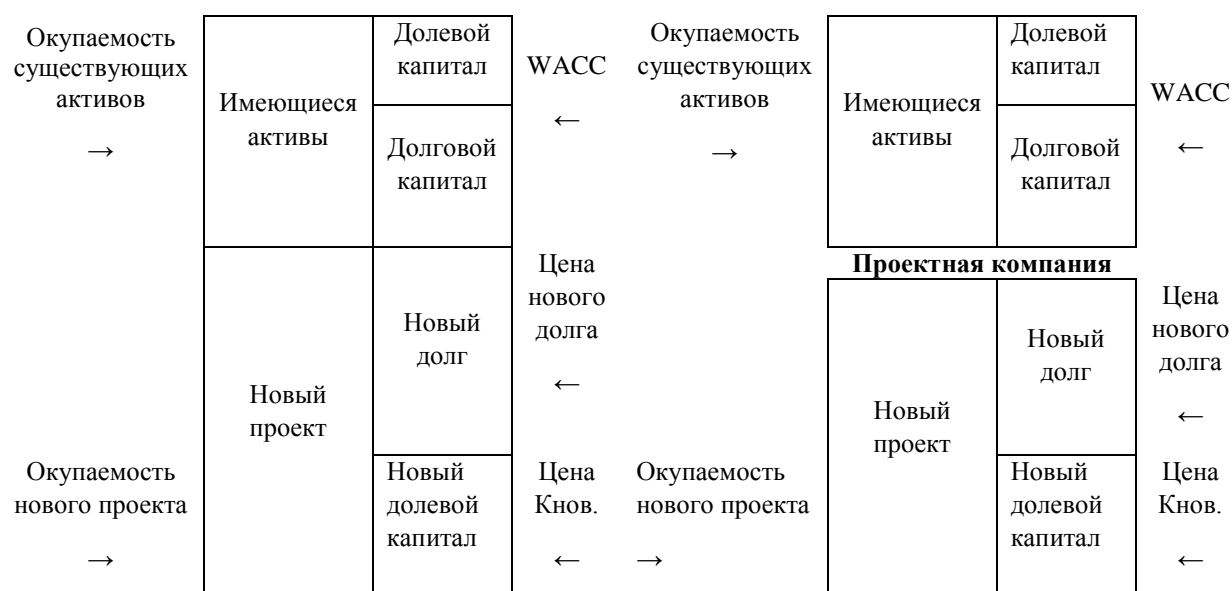 Окупаемость
существующих
активов
→
Имеющиеся
активы
Долевой
капитал
Долговой
капитал
WACC
←
Новый
проект
Новый
долг
Цена
нового
долга
←
Окупаемость
нового проекта
→
Новый
долевой
капитал
Цена
Кнов.
←
Окупаемость
существующих
активов
→
Имеющиеся
активы
Долевой
капитал
Долговой
капитал
WACC
←
Проектная компания
Новый
проект
Новый
долг
Цена
нового
долга
←
Окупаемость
нового проекта
→
Новый
долевой
капитал
Цена
Кнов.
←